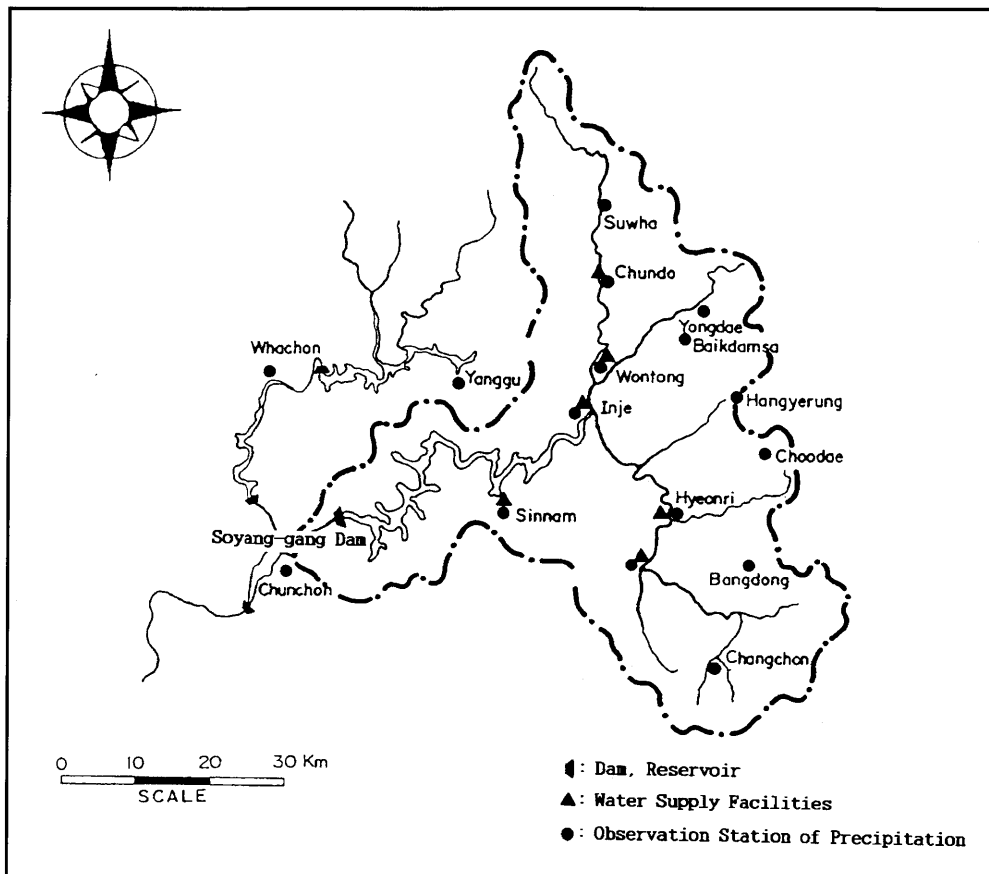 Suwha
Chundo
Yongdae
Baikdamsa
Whachon
Yanggu
Wontong
Hangyerung
Inje
Choodae
Hyeonri
Sinnam
Soyang-gang Dam
Chunchon
Bangdong
Changchon
0 10 20 30 Km
SCALE
: Dam, Reservoir
: Water Supply Facilities
: Observation Station of Precipitation